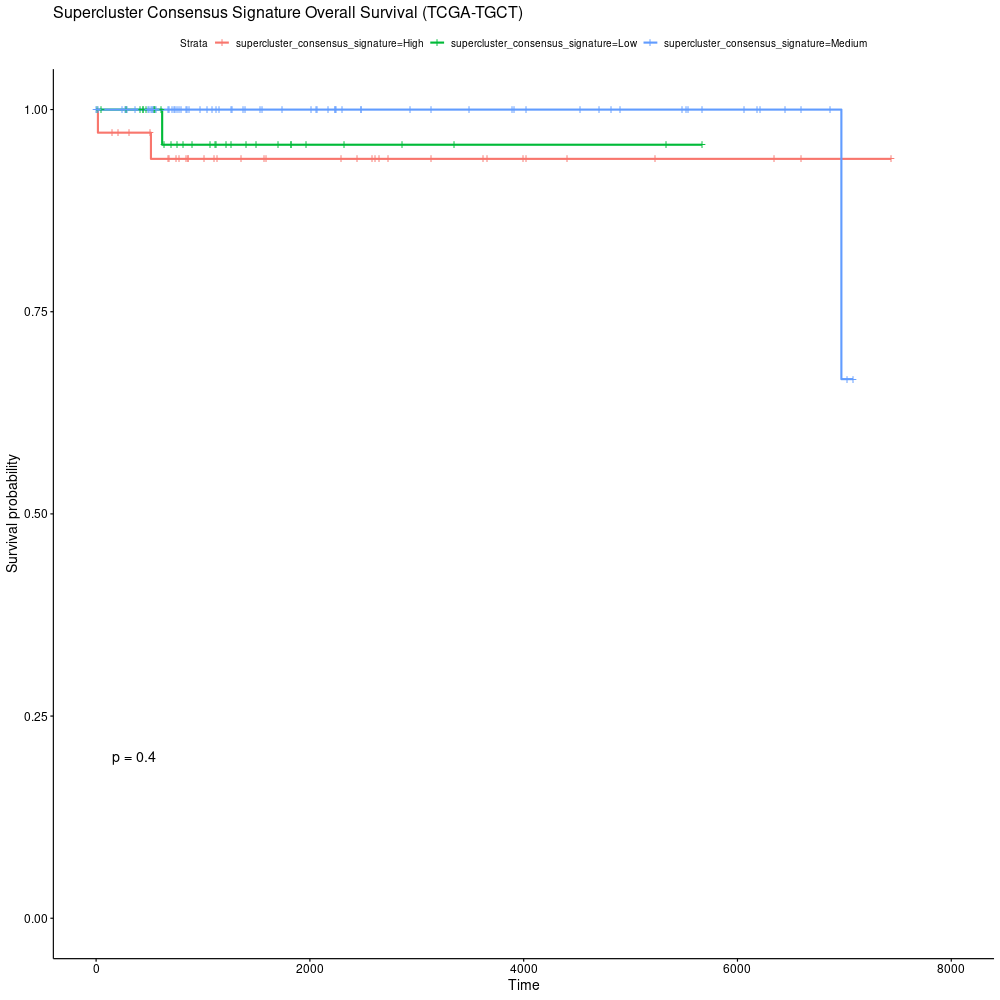 Supercluster Consensus Signature Overall Survival (TCGA-TGCT)
Strata supercluster_consensus_signature=High supercluster_consensus_signature=Low supercluster_consensus_signature=Medium
1.00
0.75
Survival probability
0.50
0.25
p = 0.4
0.00
0 2000 4000 6000 8000
Time